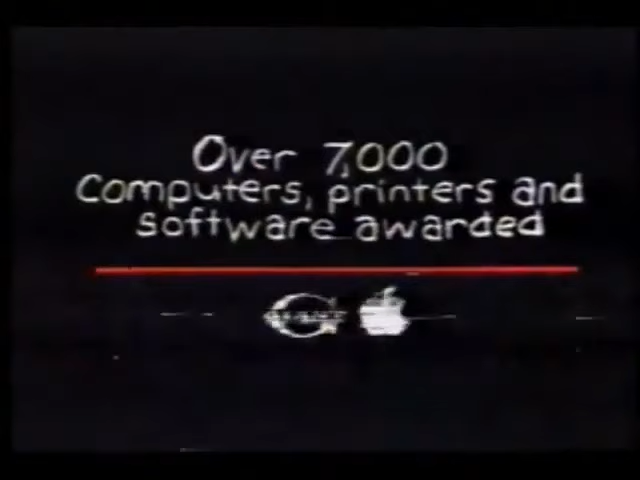 Over 7,000
Computers, printers and
software awarded